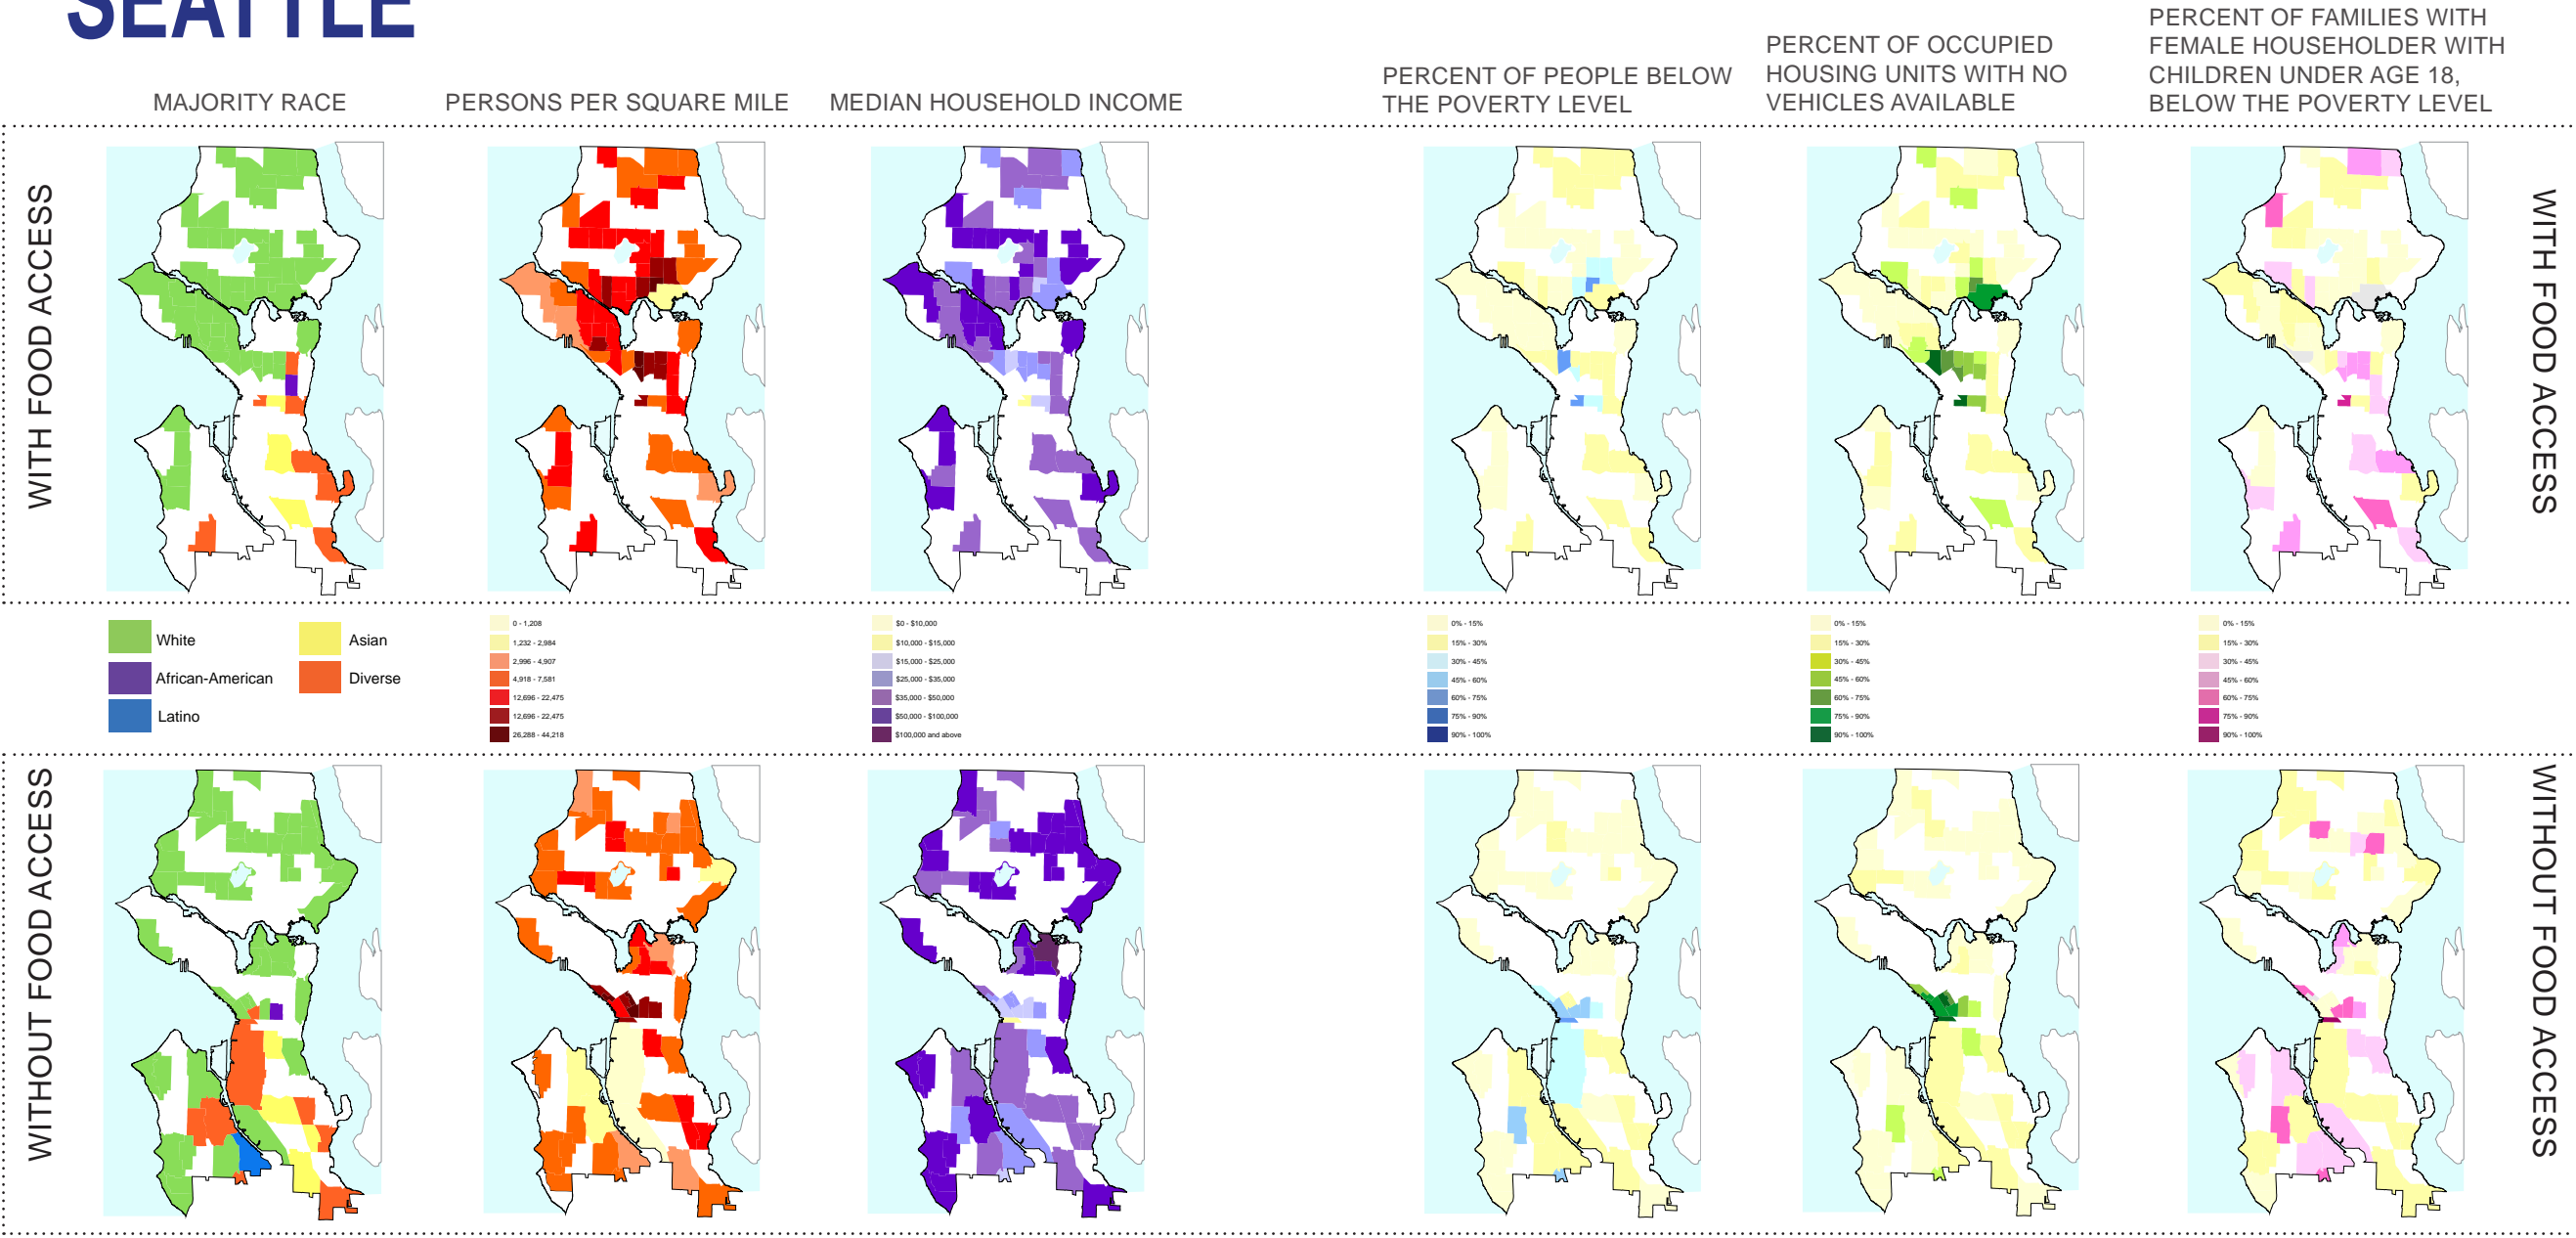 SEATTLE
MAJORITY RACE
PERSONS PER SQUARE MILE
MEDIAN HOUSEHOLD INCOME
PERCENT OF PEOPLE BELOW
THE POVERTY LEVEL
PERCENT OF OCCUPIED
HOUSING UNITS WITH NO
VEHICLES AVAILABLE
PERCENT OF FAMILIES WITH
FEMALE HOUSEHOLDER WITH
CHILDREN UNDER AGE 18,
BELOW THE POVERTY LEVEL
WITH FOOD ACCESS
WITH FOOD ACCESS
White
African-American
Latino
Asian
Diverse
0 - 1,208
1,232 - 2,984
2,996 - 4,907
4,918 - 7,581
12,696 - 22,475
12,696 - 22,475
26,288 - 44,218
$0 - $10,000
$10,000 - $15,000
$15,000 - $25,000
$25,000 - $35,000
$35,000 - $50,000
$50,000 - $100,000
$100,000 and above
0% - 15%
15% - 30%
30% - 45%
45% - 60%
60% - 75%
75% - 90%
90% - 100%
0% - 15%
15% - 30%
30% - 45%
45% - 60%
60% - 75%
75% - 90%
90% - 100%
0% - 15%
15% - 30%
30% - 45%
45% - 60%
60% - 75%
75% - 90%
90% - 100%
WITHOUT FOOD ACCESS
WITHOUT FOOD ACCESS